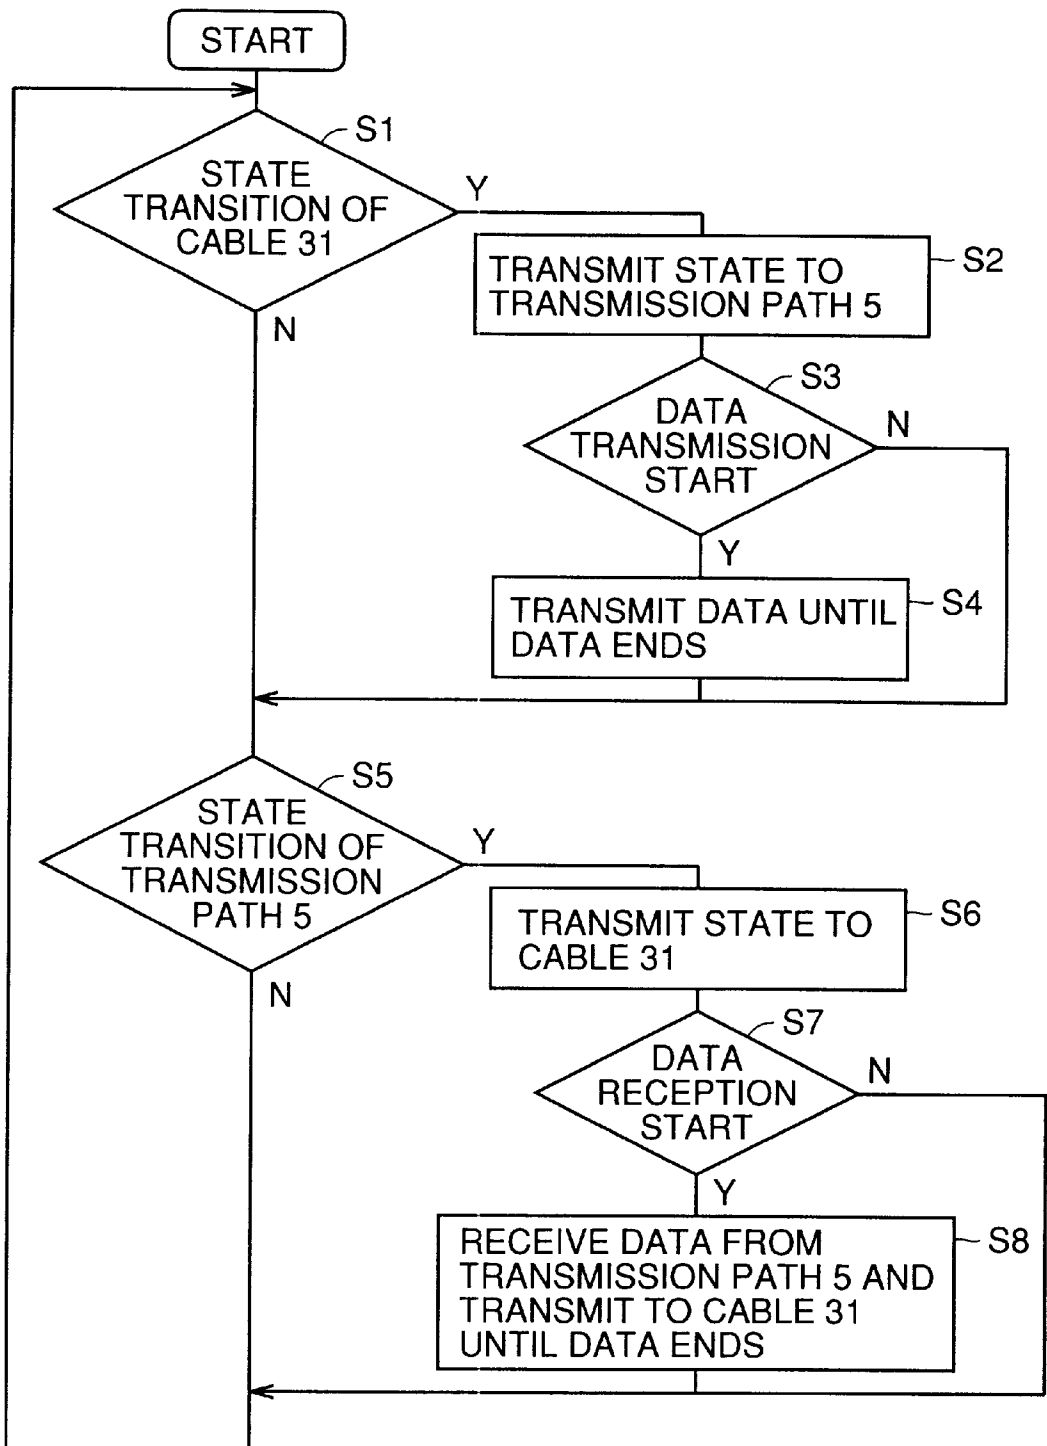 START
S1
STATE
TRANSITION OF
CABLE 31
Y
N
S2
TRANSMIT STATE TO
TRANSMISSION PATH 5
S3
DATA
TRANSMISSION
START
N
Y
S4
TRANSMIT DATA UNTIL
DATA ENDS
S5
STATE
TRANSITION OF
TRANSMISSION
PATH 5
Y
N
S6
TRANSMIT STATE TO
CABLE 31
S7
DATA
RECEPTION
START
N
Y
S8
RECEIVE DATA FROM
TRANSMISSION PATH 5 AND
TRANSMIT TO CABLE 31
UNTIL DATA ENDS